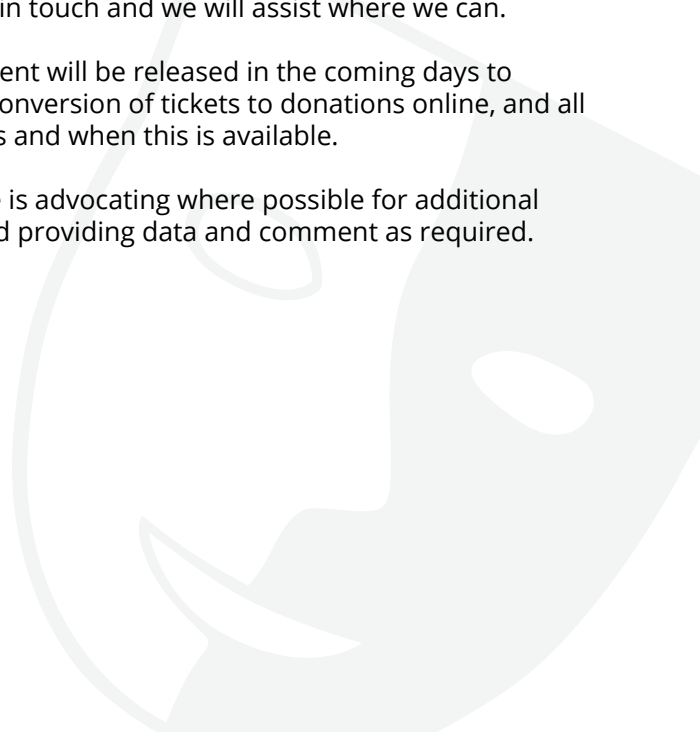 in touch and we will assist where we can.
ent will be released in the coming days to
onversion of tickets to donations online, and all
s and when this is available.
is advocating where possible for additional
d providing data and comment as required.